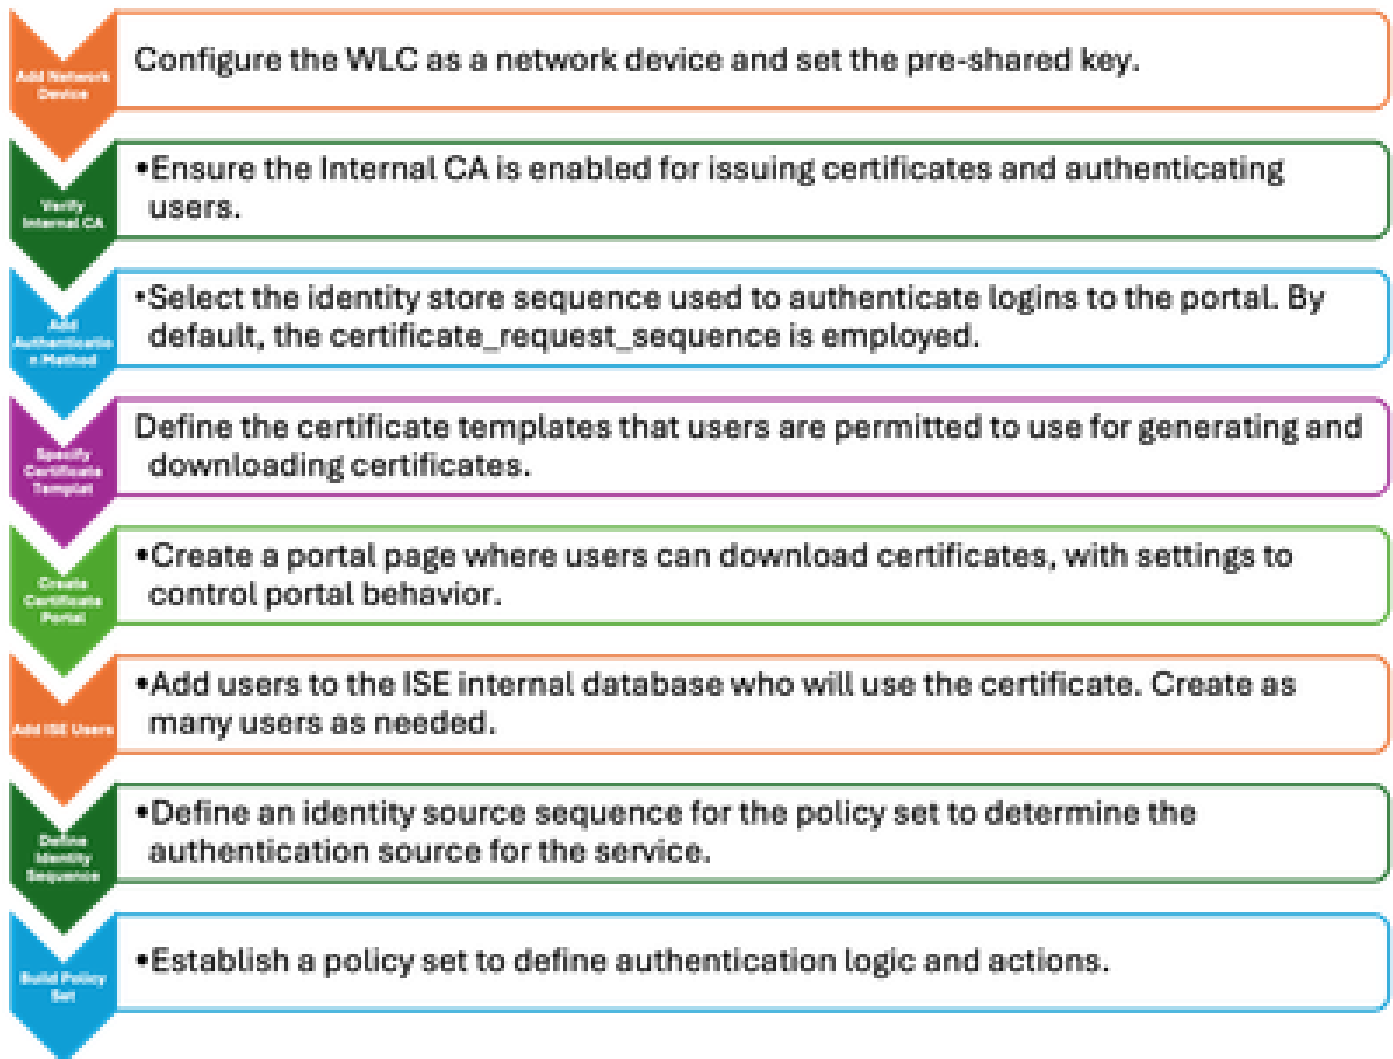 Add Network
Device
Configure the WLC as a network device and set the pre-shared key.
Verify
Internal CA
•Ensure the Internal CA is enabled for issuing certificates and authenticating
users.
Add
Authenticatio
n Method
•Select the identity store sequence used to authenticate logins to the portal. By
default, the certificate_request_sequence is employed.
Specify
Certificate
Templat
Define the certificate templates that users are permitted to use for generating and
downloading certificates.
Create
Certificate
Portal
•Create a portal page where users can download certificates, with settings to
control portal behavior.
Add ISE Users
•Add users to the ISE internal database who will use the certificate. Create as
many users as needed.
Define
Identity
Sequence
•Define an identity source sequence for the policy set to determine the
authentication source for the service.
Build Policy
Set
•Establish a policy set to define authentication logic and actions.